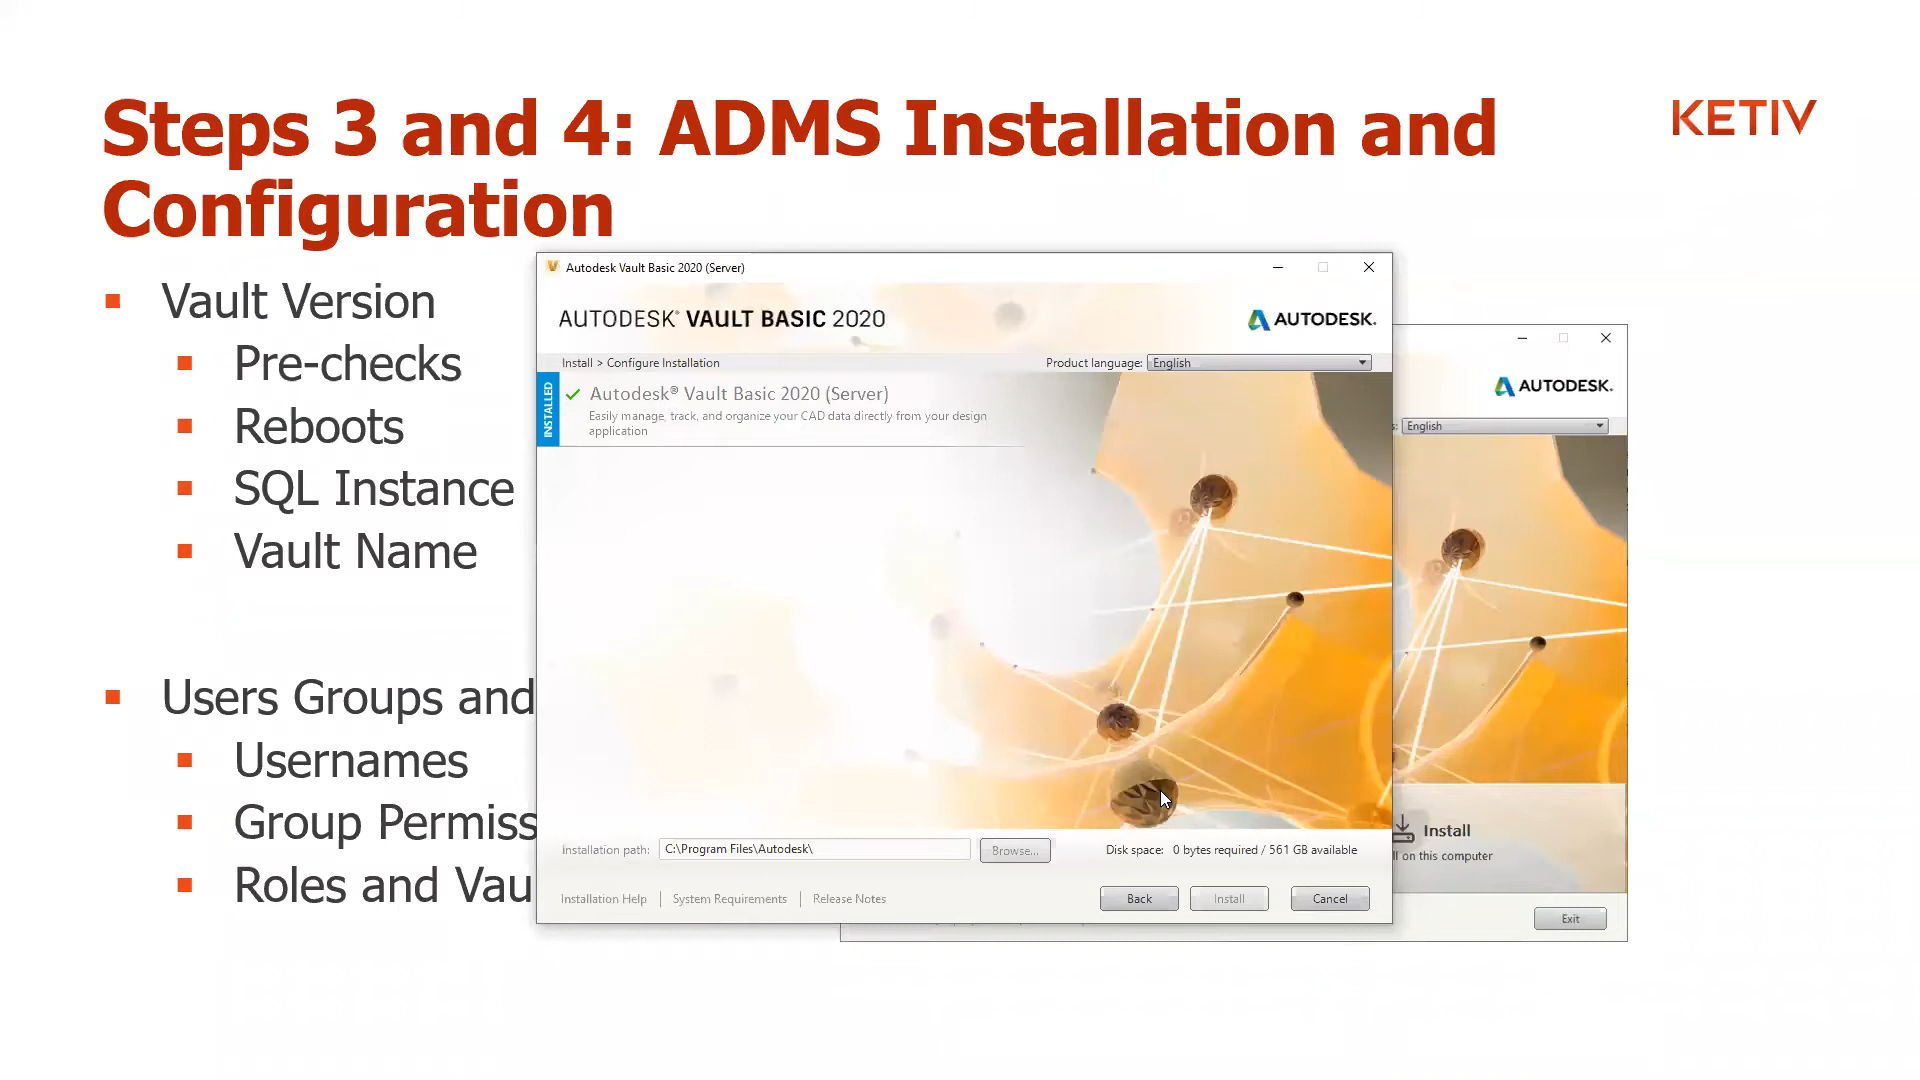 Steps 3 and 4: ADMS Installation and
Configuration
KETIV
Vault Version
Pre-checks
Reboots
SQL Instance
Vault Name
Users Groups and
Usernames
Group Permiss
Roles and Vau
Autodesk Vault Basic 2020 (Server)
AUTODESK® VAULT BASIC 2020
AUTODESK.
Install > Configure Installation
Product language: English
INSTALLED
Autodesk® Vault Basic 2020 (Server)
Easily manage, track, and organize your CAD data directly from your design
application
Installation path: C:\Program Files\Autodesk\
Browse...
Disk space: 0 bytes required / 561 GB available
Installation Help | System Requirements | Release Notes
Back
Install
Cancel
AUTODESK.
s: English
Install
ll on this computer
Exit